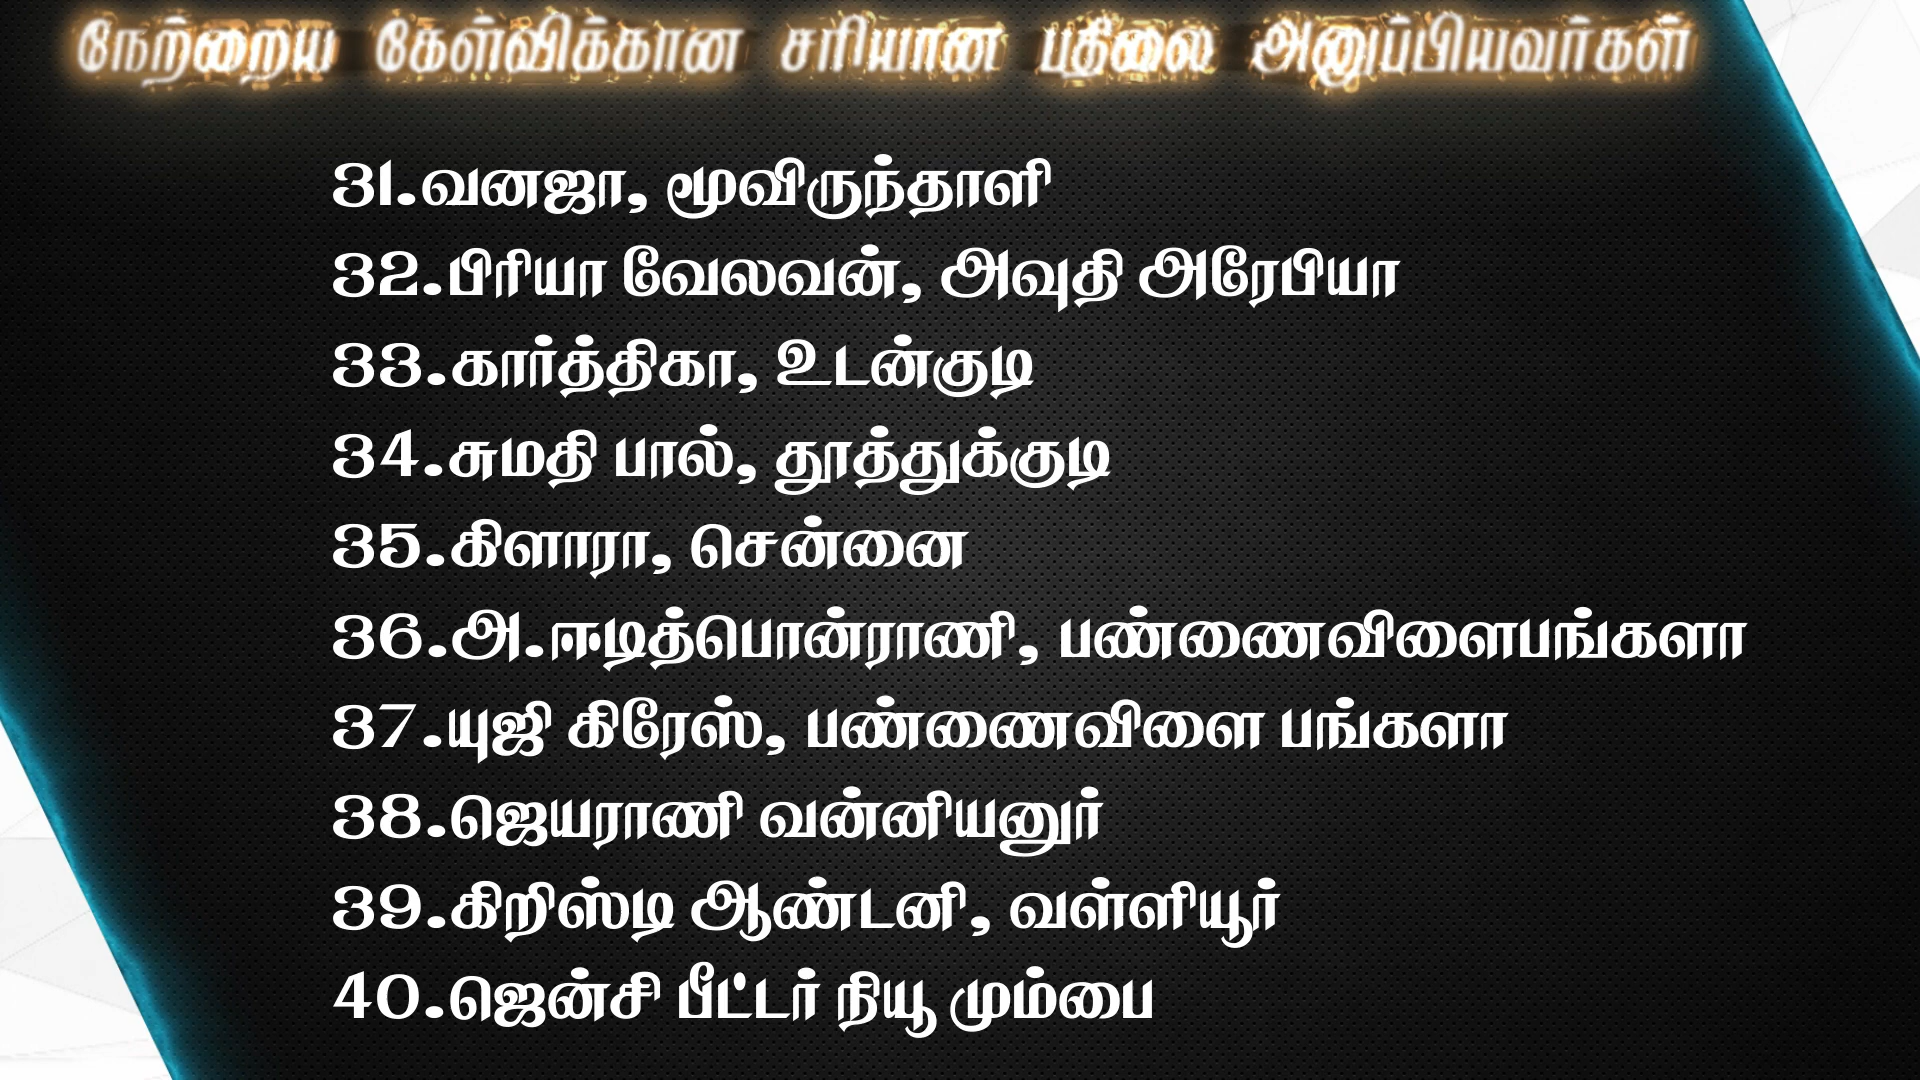 நேற்றைய கேள்விக்கான சரியான பதிலை அனுப்பியவர்கள்
31.வனஜா, மூவிருந்தாளி
32.பிரியா வேலவன், அவுதி அரேபியா
33.கார்த்திகா, உடன்குடி
34.சுமதி பால், தூத்துக்குடி
35.கிளாரா, சென்னை
36.அ.ஈடித்பொன்ராணி, பண்ணைவிளைபங்களா
37.யுஜி கிரேஸ், பண்ணைவிளை பங்களா
38.ஜெயராணி வன்னியனுர்
39.கிறிஸ்டி ஆண்டனி, வள்ளியூர்
40.ஜென்சி பீட்டர் நியூ மும்பை